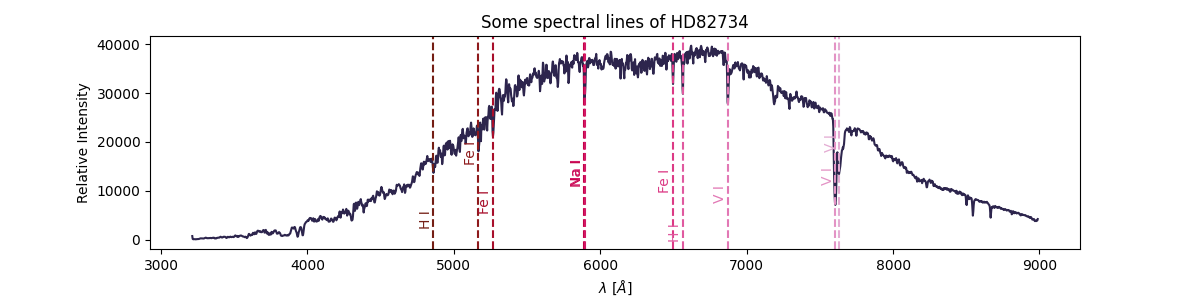 Some spectral lines of HD82734
Relative Intensity
40000
30000
20000
10000
0
H I
Fe I
Fe I
Na I
Fe I
H I
V I
V I
V I
3000
4000
5000
6000
7000
8000
9000
λ [Å]